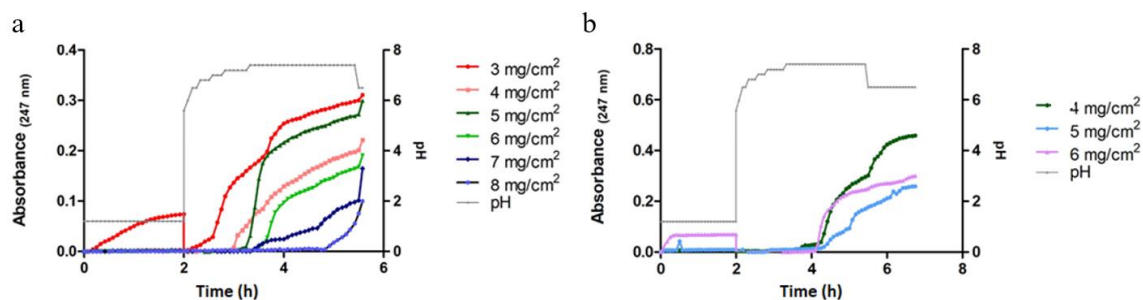 a
b
0.4
0.3
0.2
0.1
0.0
Absorbance (247 nm)
0
2
4
6
Time (h)
8
6
4
2
0
pH
3 mg/cm²
4 mg/cm²
5 mg/cm²
6 mg/cm²
7 mg/cm²
8 mg/cm²
pH
0.8
0.6
0.4
0.2
0.0
Absorbance (247 nm)
0
2
4
6
8
Time (h)
8
6
4
2
0
pH
4 mg/cm²
5 mg/cm²
6 mg/cm²
pH